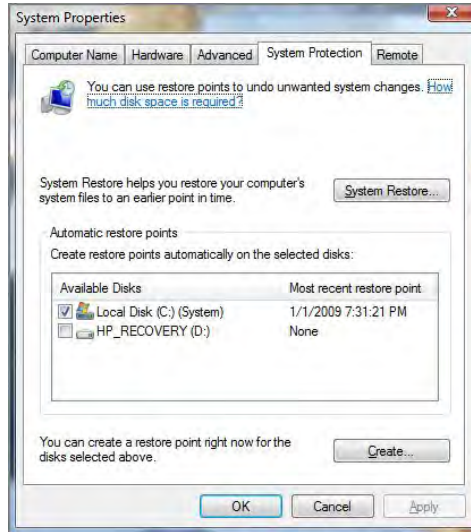 System Properties
Computer Name Hardware Advanced System Protection Remote
You can use restore points to undo unwanted system changes. How
much disk space is required?
System Restore helps you restore your computer's
system files to an earlier point in time.
System Restore...
Automatic restore points
Create restore points automatically on the selected disks:
Available Disks Most recent restore point
Local Disk (C:) (System) 1/1/2009 7:31:21 PM
HP_RECOVERY (D:) None
You can create a restore point right now for the
disks selected above.
Create...
OK Cancel Apply